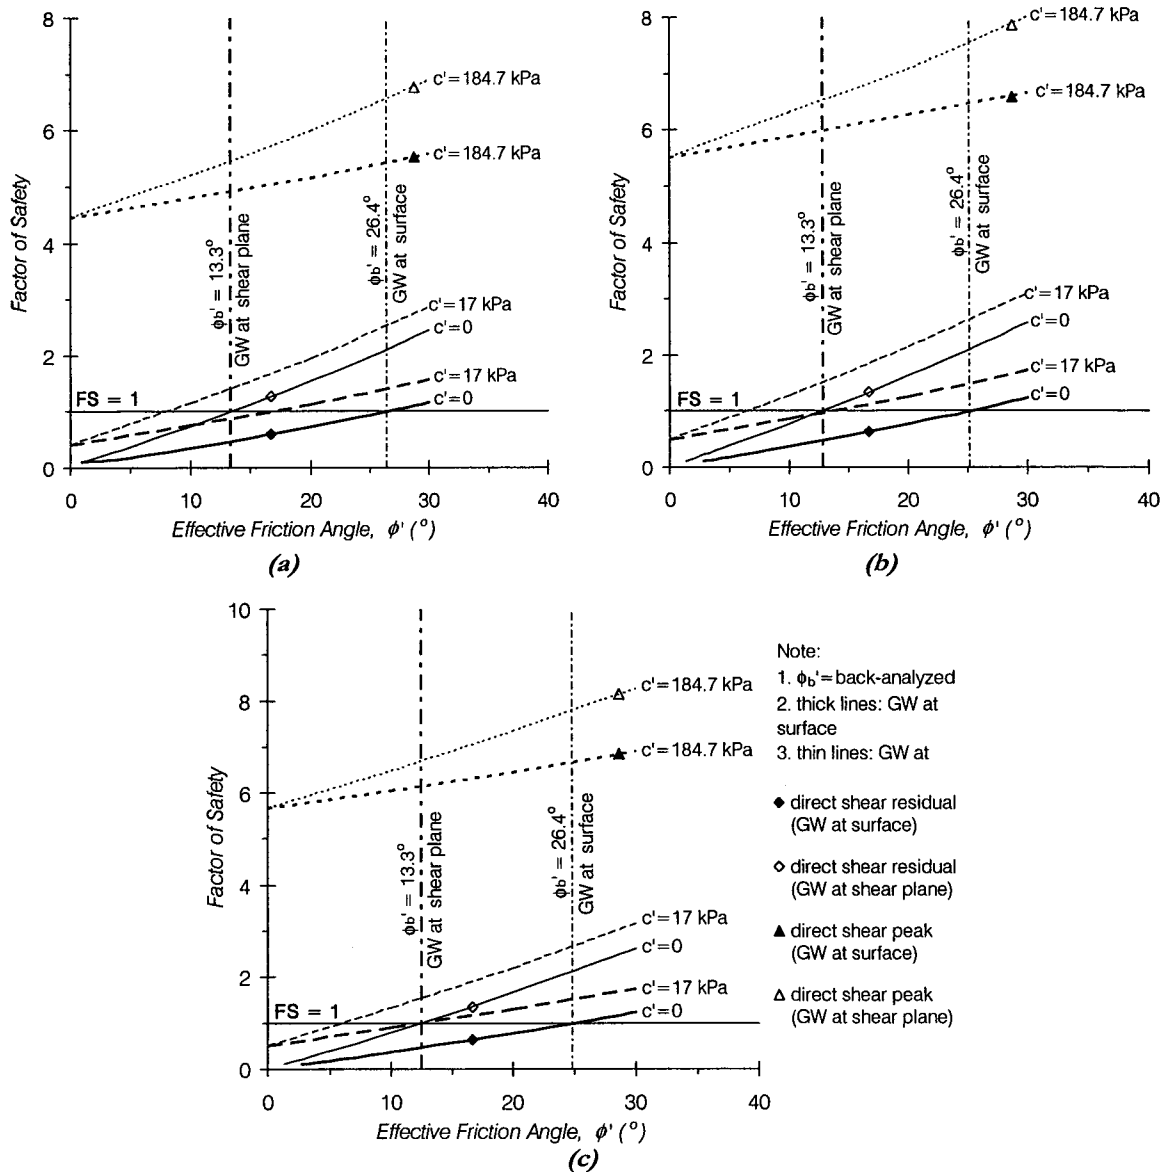 8
6
4
2
0
Factor of Safety
c'=184.7 kPa
c'=184.7 kPa
ϕb' = 13.3°
GW at shear plane
ϕb' = 26.4°
GW at surface
c'=17 kPa
c'=0
c'=17 kPa
c'=0
FS = 1
0 10 20 30 40
Effective Friction Angle, ϕ' (°)
(a)
8
6
4
2
0
Factor of Safety
c'=184.7 kPa
c'=184.7 kPa
ϕb' = 13.3°
GW at shear plane
ϕb' = 26.4°
GW at surface
c'=17 kPa
c'=0
c'=17 kPa
c'=0
FS = 1
0 10 20 30 40
Effective Friction Angle, ϕ' (°)
(b)
10
8
6
4
2
0
Factor of Safety
c'=184.7 kPa
c'=184.7 kPa
ϕb' = 13.3°
GW at shear plane
ϕb' = 26.4°
GW at surface
c'=17 kPa
c'=0
c'=17 kPa
c'=0
FS = 1
0 10 20 30 40
Effective Friction Angle, ϕ' (°)
(c)
Note:
1. ϕb'=back-analyzed
2. thick lines: GW at
surface
3. thin lines: GW at
direct shear residual
(GW at surface)
direct shear residual
(GW at shear plane)
direct shear peak
(GW at surface)
direct shear peak
(GW at shear plane)